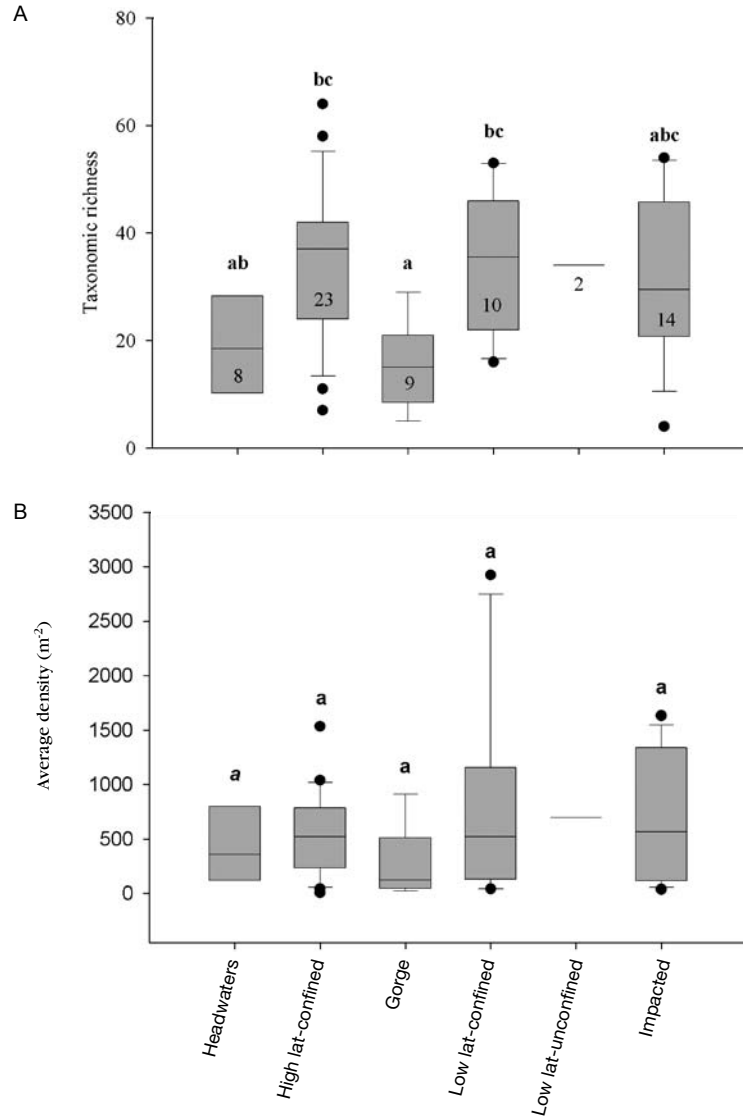 A
80
60
40
20
0
Taxonomic richness
ab
bc
a
bc
abc
8
23
9
10
2
14
B
3500
3000
2500
2000
1500
1000
500
0
Average density (m-2)
a
a
a
a
a
Headwaters
High lat-confined
Gorge
Low lat-confined
Low lat-unconfined
Impacted